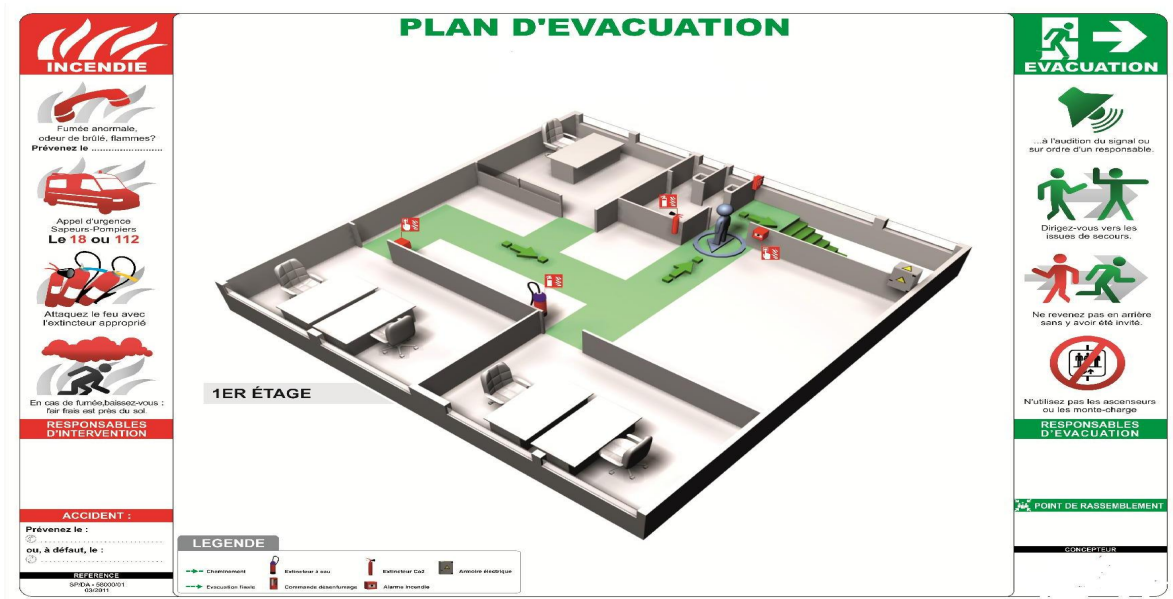 PLAN D'EVACUATION
INCENDIE
Fumée anormale,
odeur de brûlé, flammes?
Prévenez le ........................
Appel d'urgence
Sapeurs-Pompiers
Le 18 ou 112
Attaquez le feu avec
l'extincteur approprié
En cas de fumée,baissez-vous :
l'air frais est près du sol.
RESPONSABLES
D'INTERVENTION
ACCIDENT :
Prévenez le :
ou, à défaut, le :
REFERENCE
SP/DA - 58000/01
03/2011
1ER ÉTAGE
LEGENDE
Cheminement
Extincteur à eau
Extincteur Co2
Armoire électrique
Evacuation finale
Commande désenfumage
Alarme incendie
EVACUATION
...à l'audition du signal ou
sur ordre d'un responsable.
Dirigez-vous vers les
issues de secours.
Ne revenez pas en arrière
sans y avoir été invité.
N'utilisez pas les ascenseurs
ou les monte-charge
RESPONSABLES
D'EVACUATION
POINT DE RASSEMBLEMENT
CONCEPTEUR